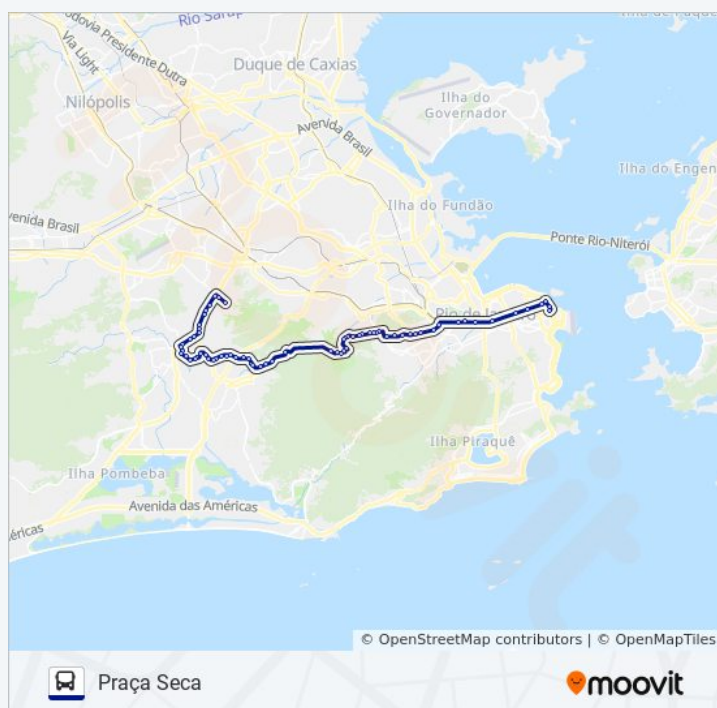 Rio Sarap
Rodovia Presidente Dutra
Via Light
Duque de Caxias
Nilópolis
Ilha do
Governador
Avenida Brasil
Ilha do Engen
Ilha do Fundão
Avenida Brasil
Ponte Rio-Niterói
Rio de Janeiro
Ilha Piraquê
Ilha Pombeba
Avenida das Américas
Américas
© OpenStreetMap contributors | © OpenMapTiles
Praça Seca
moovit